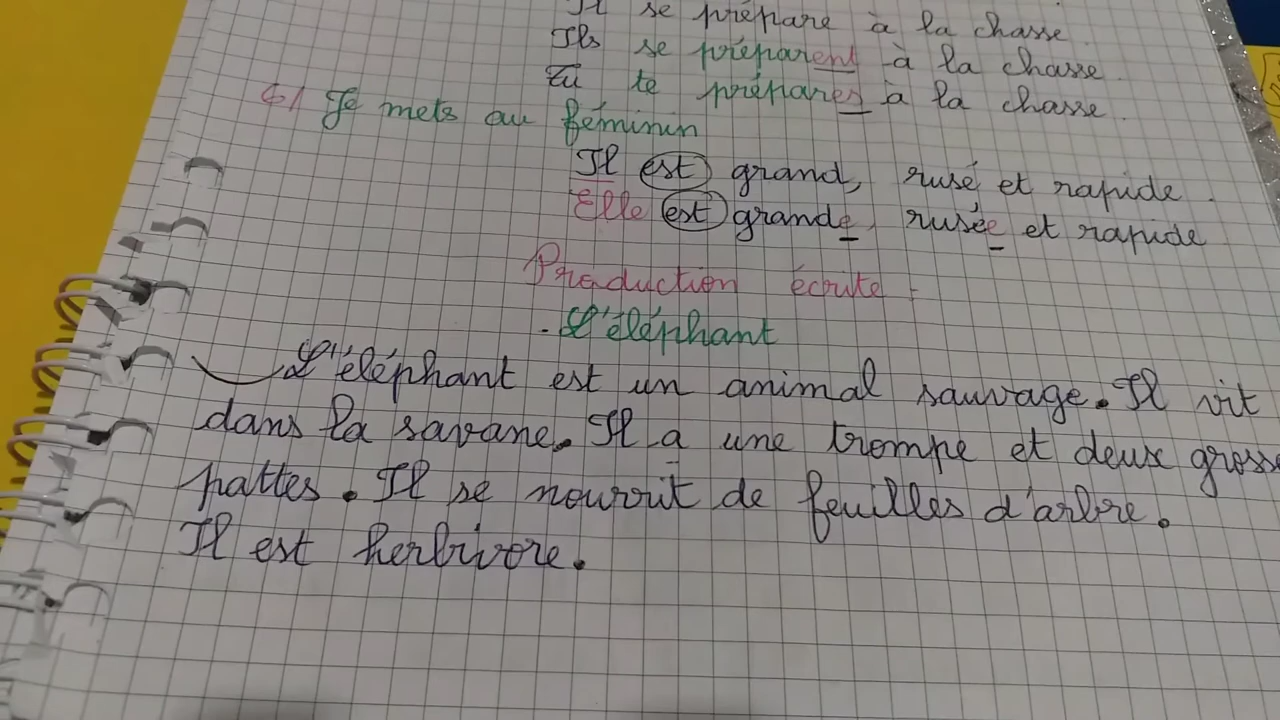 Il se prépare à la chasse
Ils se préparent à la chasse.
Tu te prépares à la chasse.
6/ Je mets au féminin
Il est grand, rusé et rapide.
Elle est grande, rusée et rapide
Production écrite:
- L'éléphant
L'éléphant est un animal sauvage. Il vit
dans la savane. Il a une trompe et deux grosse
pattes. Il se nourrit de feuilles d'arbre.
Il est herbivore.